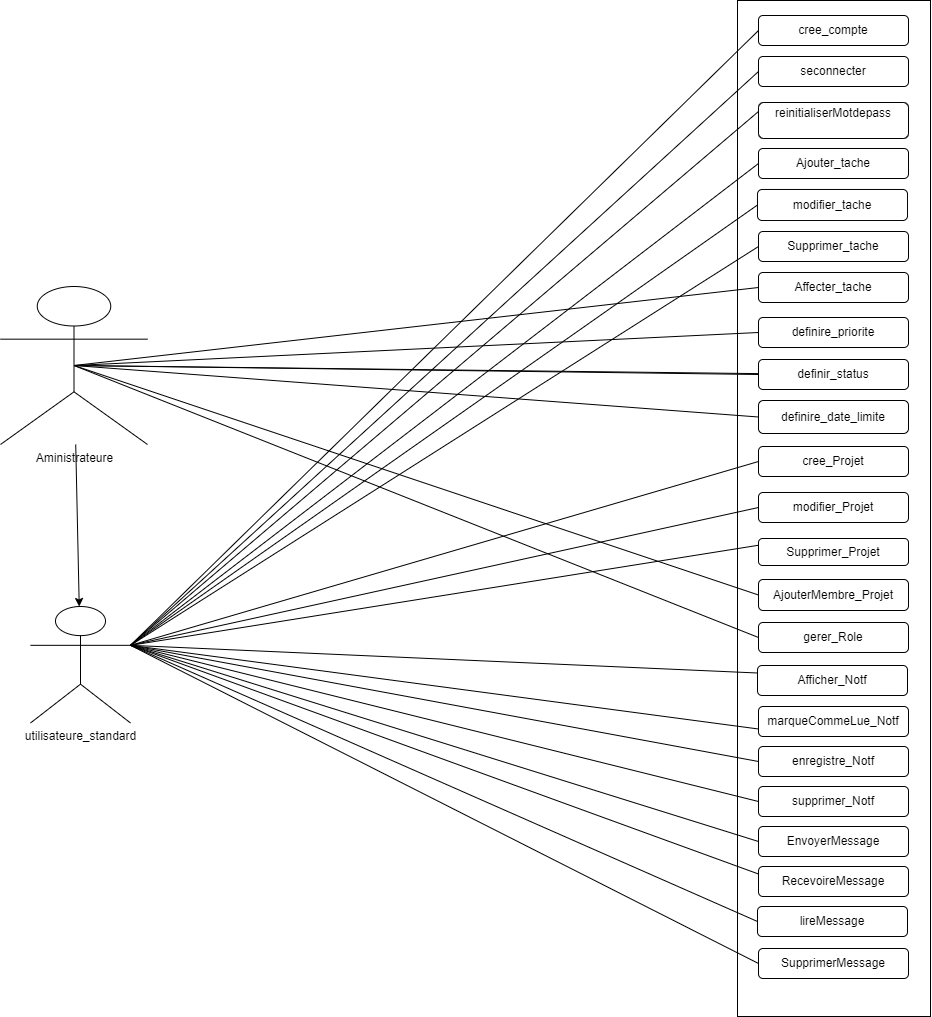 cree_compte
seconnecter
reinitialiserMotdepass
Ajouter_tache
modifier_tache
Supprimer_tache
Affecter_tache
definire_priorite
definir_status
definire_date_limite
cree_Projet
modifier_Projet
Supprimer_Projet
AjouterMembre_Projet
gerer_Role
Afficher_Notf
marqueCommeLue_Notf
enregistre_Notf
supprimer_Notf
EnvoyerMessage
RecevoireMessage
lireMessage
SupprimerMessage
Aministrateure
utilisateure_standard